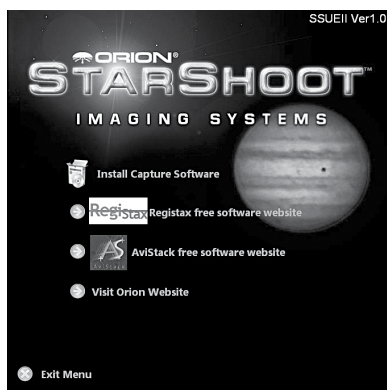 SSUEII Ver1.0
ORION®
STARSHOOT™
IMAGING SYSTEMS
Install Capture Software
RegiStax Registax free software website
AS AviStack AviStack free software website
Visit Orion Website
Exit Menu